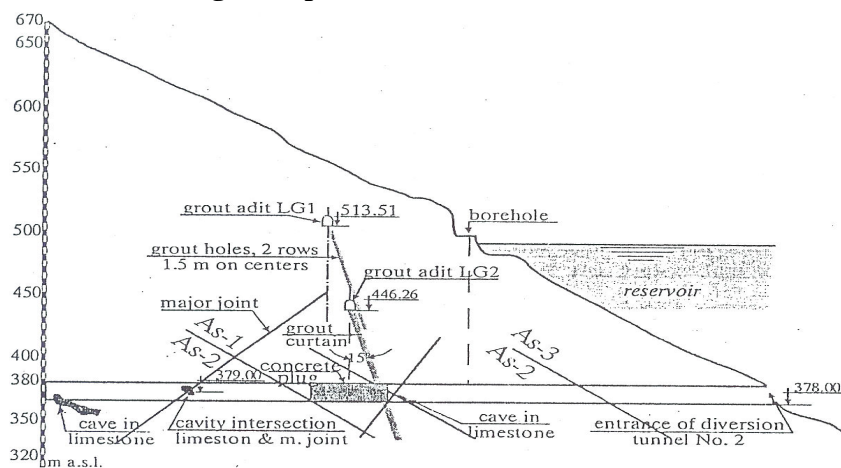 670
650
600
550
500
450
400
380
350
320
m a.s.l.
grout adit LG1
513.51
borehole
grout holes, 2 rows
1.5 m on centers
grout adit LG2
446.26
reservoir
major joint
grout
curtain
15°
As-1
As-2
As-3
As-2
concrete
plug
379.00
378.00
cave in
limestone
cavity intersection
limeston & m. joint
cave in
limestone
entrance of diversion
tunnel No. 2